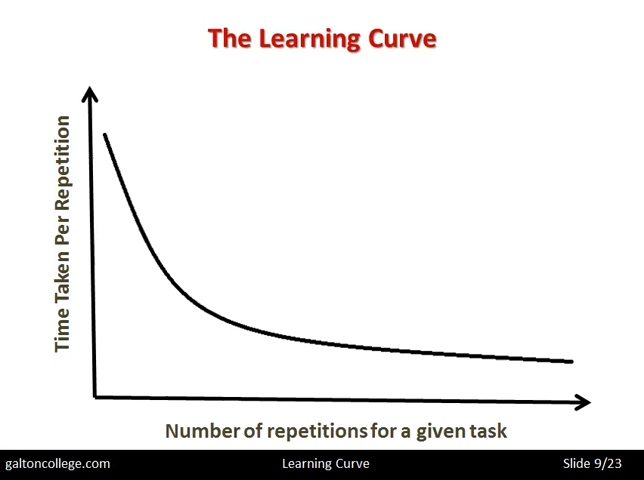 The Learning Curve
Time Taken Per Repetition
Number of repetitions for a given task
galtoncollege.com
Learning Curve
Slide 9/23